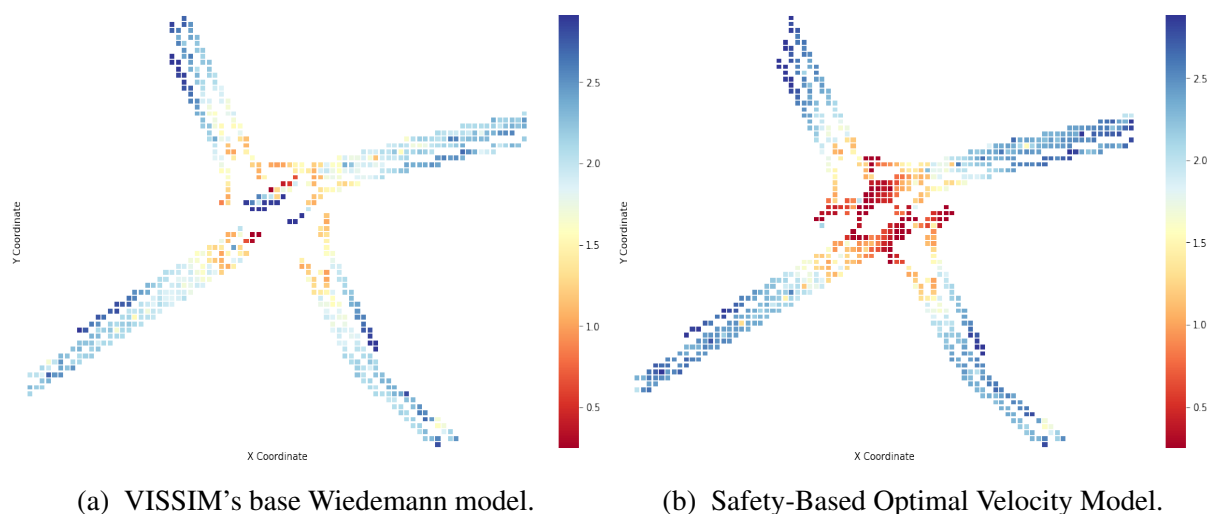 2.5
2.0
1.5
1.0
0.5
Y Coordinate
X Coordinate
2.5
2.0
1.5
1.0
0.5
Y Coordinate
X Coordinate
(a) VISSIM's base Wiedemann model.
(b) Safety-Based Optimal Velocity Model.